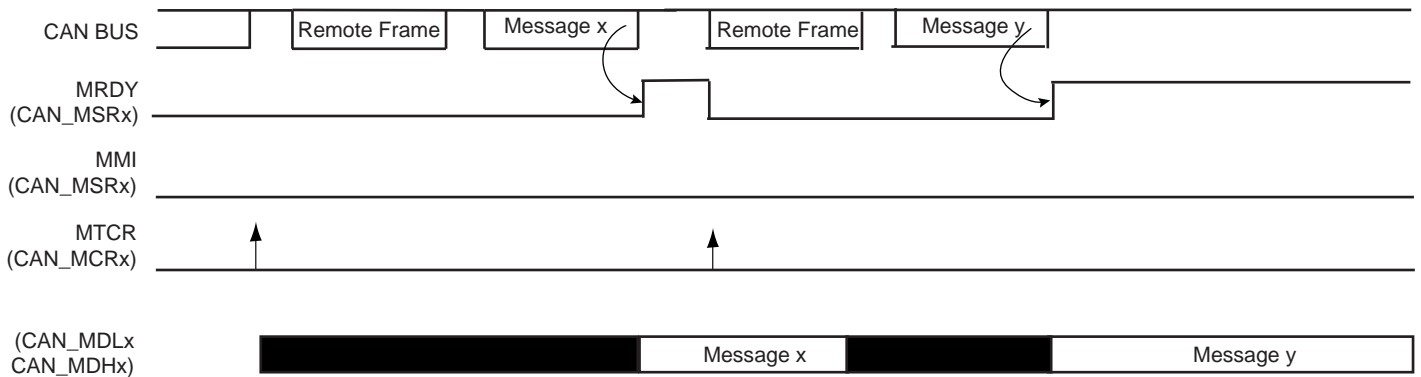 CAN BUS
Remote Frame
Message x
Remote Frame
Message y
MRDY
(CAN_MSRx)
MMI
(CAN_MSRx)
MTCR
(CAN_MCRx)
(CAN_MDLx
CAN_MDHx)
Message x
Message y